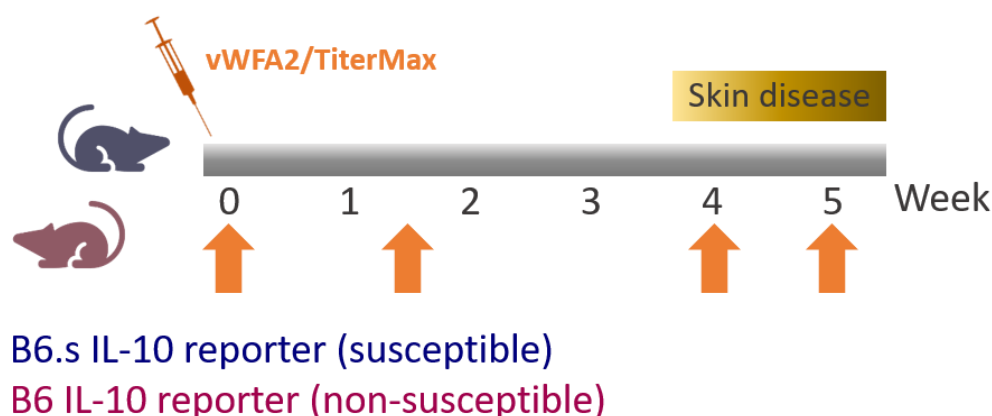 vWFA2/TiterMax
Skin disease
0 1 2 3 4 5 Week
B6.s IL-10 reporter (susceptible)
B6 IL-10 reporter (non-susceptible)